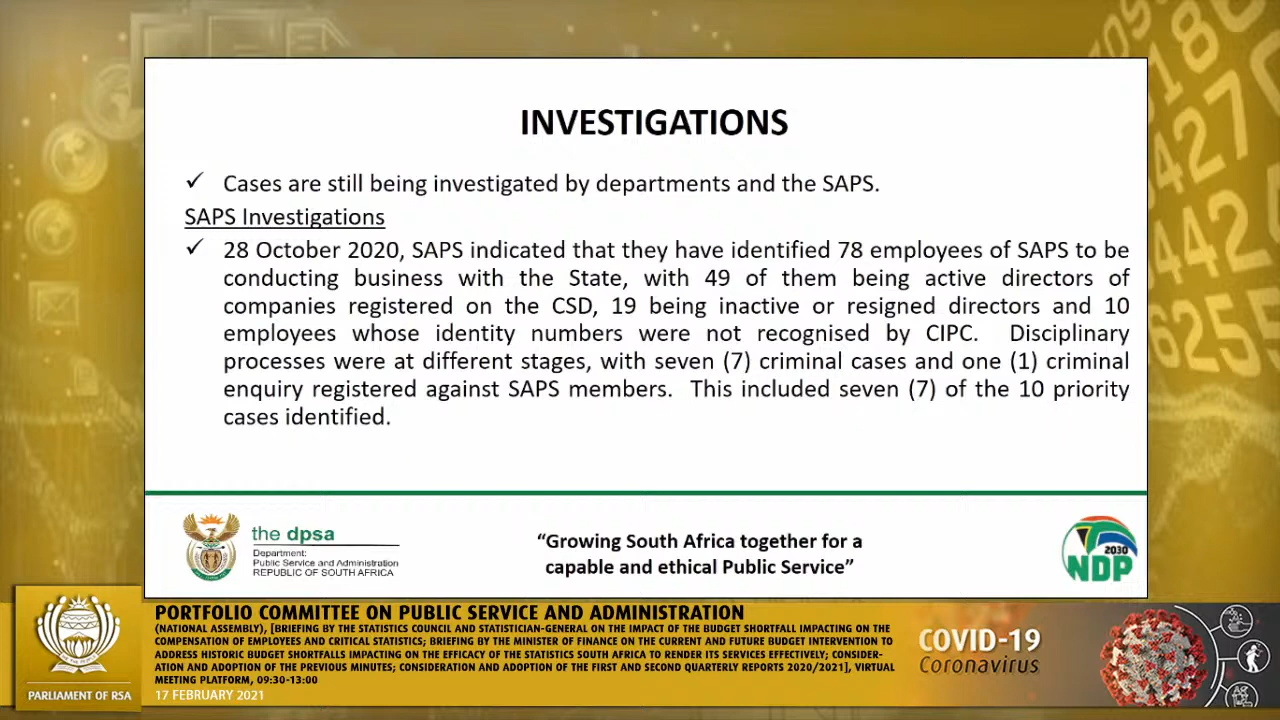 INVESTIGATIONS
✓ Cases are still being investigated by departments and the SAPS.
SAPS Investigations
✓ 28 October 2020, SAPS indicated that they have identified 78 employees of SAPS to be
conducting business with the State, with 49 of them being active directors of
companies registered on the CSD, 19 being inactive or resigned directors and 10
employees whose identity numbers were not recognised by CIPC. Disciplinary
processes were at different stages, with seven (7) criminal cases and one (1) criminal
enquiry registered against SAPS members. This included seven (7) of the 10 priority
cases identified.
the dpsa
Department:
Public Service and Administration
REPUBLIC OF SOUTH AFRICA
“Growing South Africa together for a
capable and ethical Public Service”
2030
NDP
PARLIAMENT OF RSA
PORTFOLIO COMMITTEE ON PUBLIC SERVICE AND ADMINISTRATION
(NATIONAL ASSEMBLY), [BRIEFING BY THE STATISTICS COUNCIL AND STATISTICIAN-GENERAL ON THE IMPACT OF THE BUDGET SHORTFALL IMPACTING ON THE
COMPENSATION OF EMPLOYEES AND CRITICAL STATISTICS; BRIEFING BY THE MINISTER OF FINANCE ON THE CURRENT AND FUTURE BUDGET INTERVENTION TO
ADDRESS HISTORIC BUDGET SHORTFALLS IMPACTING ON THE EFFICACY OF THE STATISTICS SOUTH AFRICA TO RENDER ITS SERVICES EFFECTIVELY; CONSIDER-
ATION AND ADOPTION OF THE PREVIOUS MINUTES; CONSIDERATION AND ADOPTION OF THE FIRST AND SECOND QUARTERLY REPORTS 2020/2021], VIRTUAL
MEETING PLATFORM, 09:30-13:00
17 FEBRUARY 2021
COVID-19
Coronavirus